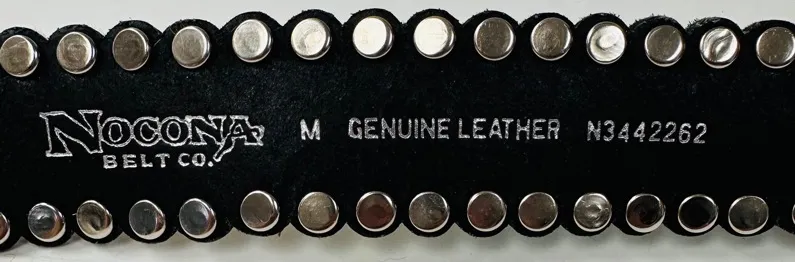 NOCONA M GENUINE LEATHER N3442262
BELT CO.